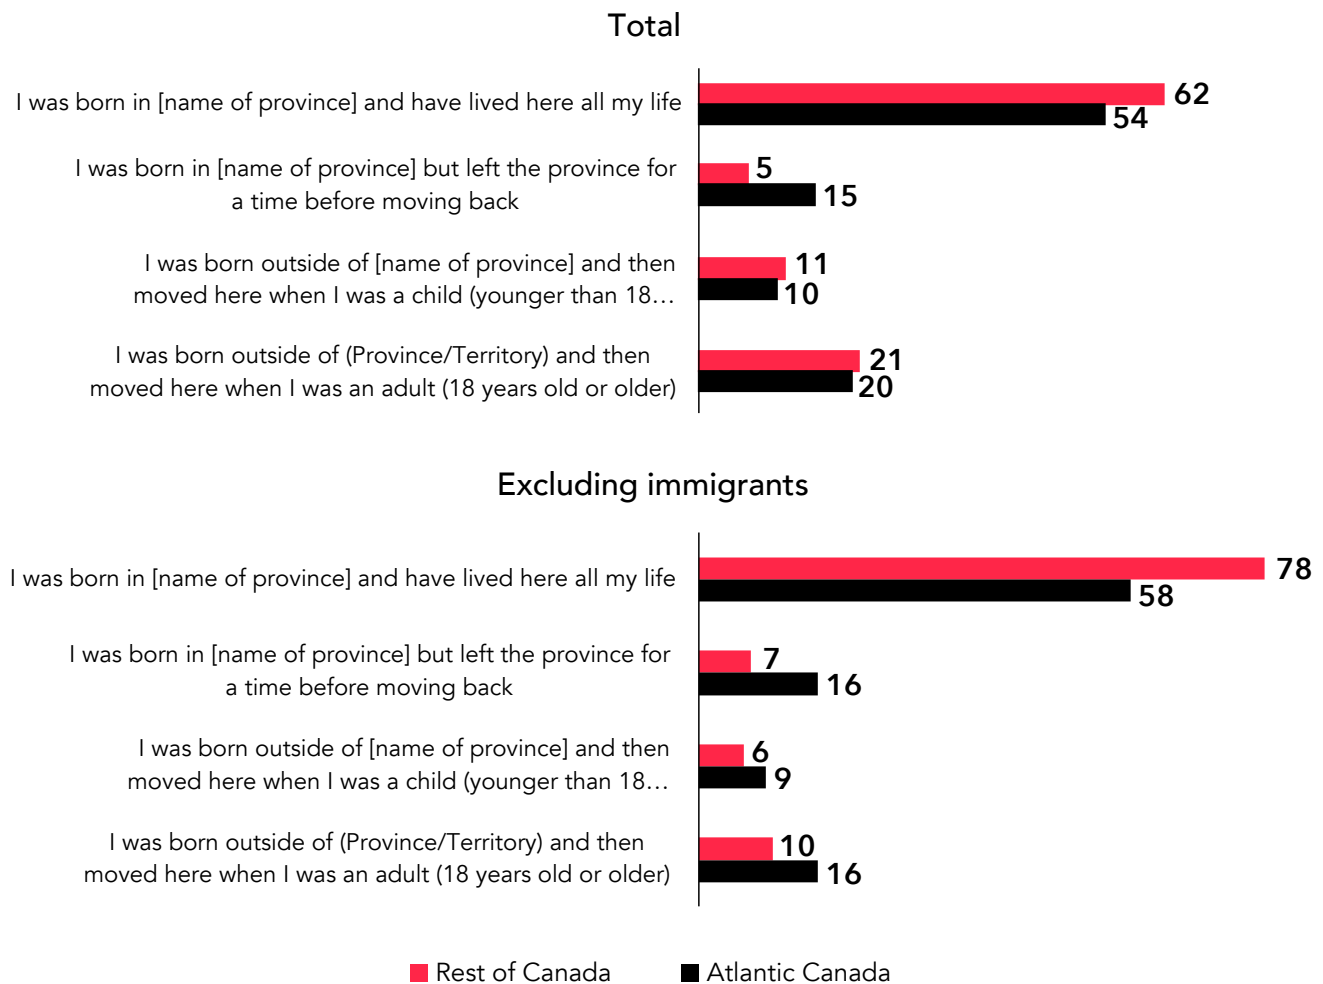 Total
I was born in [name of province] and have lived here all my life
62
54
I was born in [name of province] but left the province for
a time before moving back
5
15
I was born outside of [name of province] and then
moved here when I was a child (younger than 18…
11
10
I was born outside of (Province/Territory) and then
moved here when I was an adult (18 years old or older)
21
20
Excluding immigrants
I was born in [name of province] and have lived here all my life
78
58
I was born in [name of province] but left the province for
a time before moving back
7
16
I was born outside of [name of province] and then
moved here when I was a child (younger than 18…
6
9
I was born outside of (Province/Territory) and then
moved here when I was an adult (18 years old or older)
10
16
Rest of Canada
Atlantic Canada